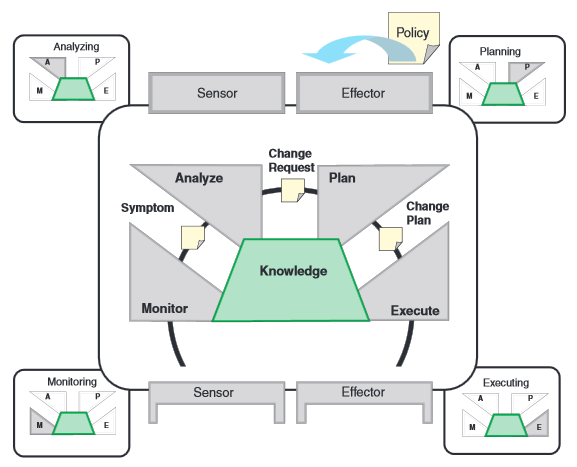 Policy
Analyzing
A P
M E
Planning
A P
M E
Sensor
Effector
Change
Request
Analyze
Plan
Symptom
Change
Plan
Knowledge
Monitor
Execute
Monitoring
A P
M E
Sensor
Effector
Executing
A P
M E